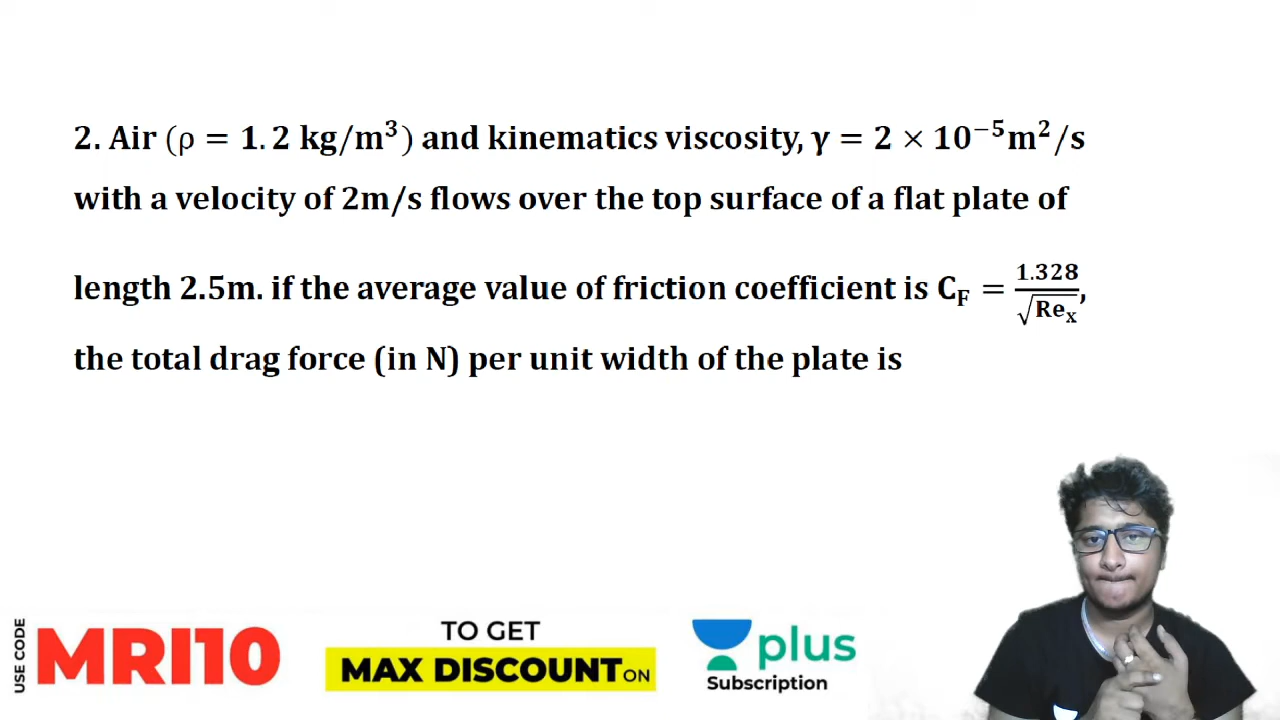 2. Air (ρ = 1.2 kg/m³) and kinematics viscosity, γ = 2 × 10⁻⁵m²/s
with a velocity of 2m/s flows over the top surface of a flat plate of
length 2.5m. if the average value of friction coefficient is C_F = 1.328/√Re_x,
the total drag force (in N) per unit width of the plate is
USE CODE
MRI10
TO GET
MAX DISCOUNT ON
plus
Subscription